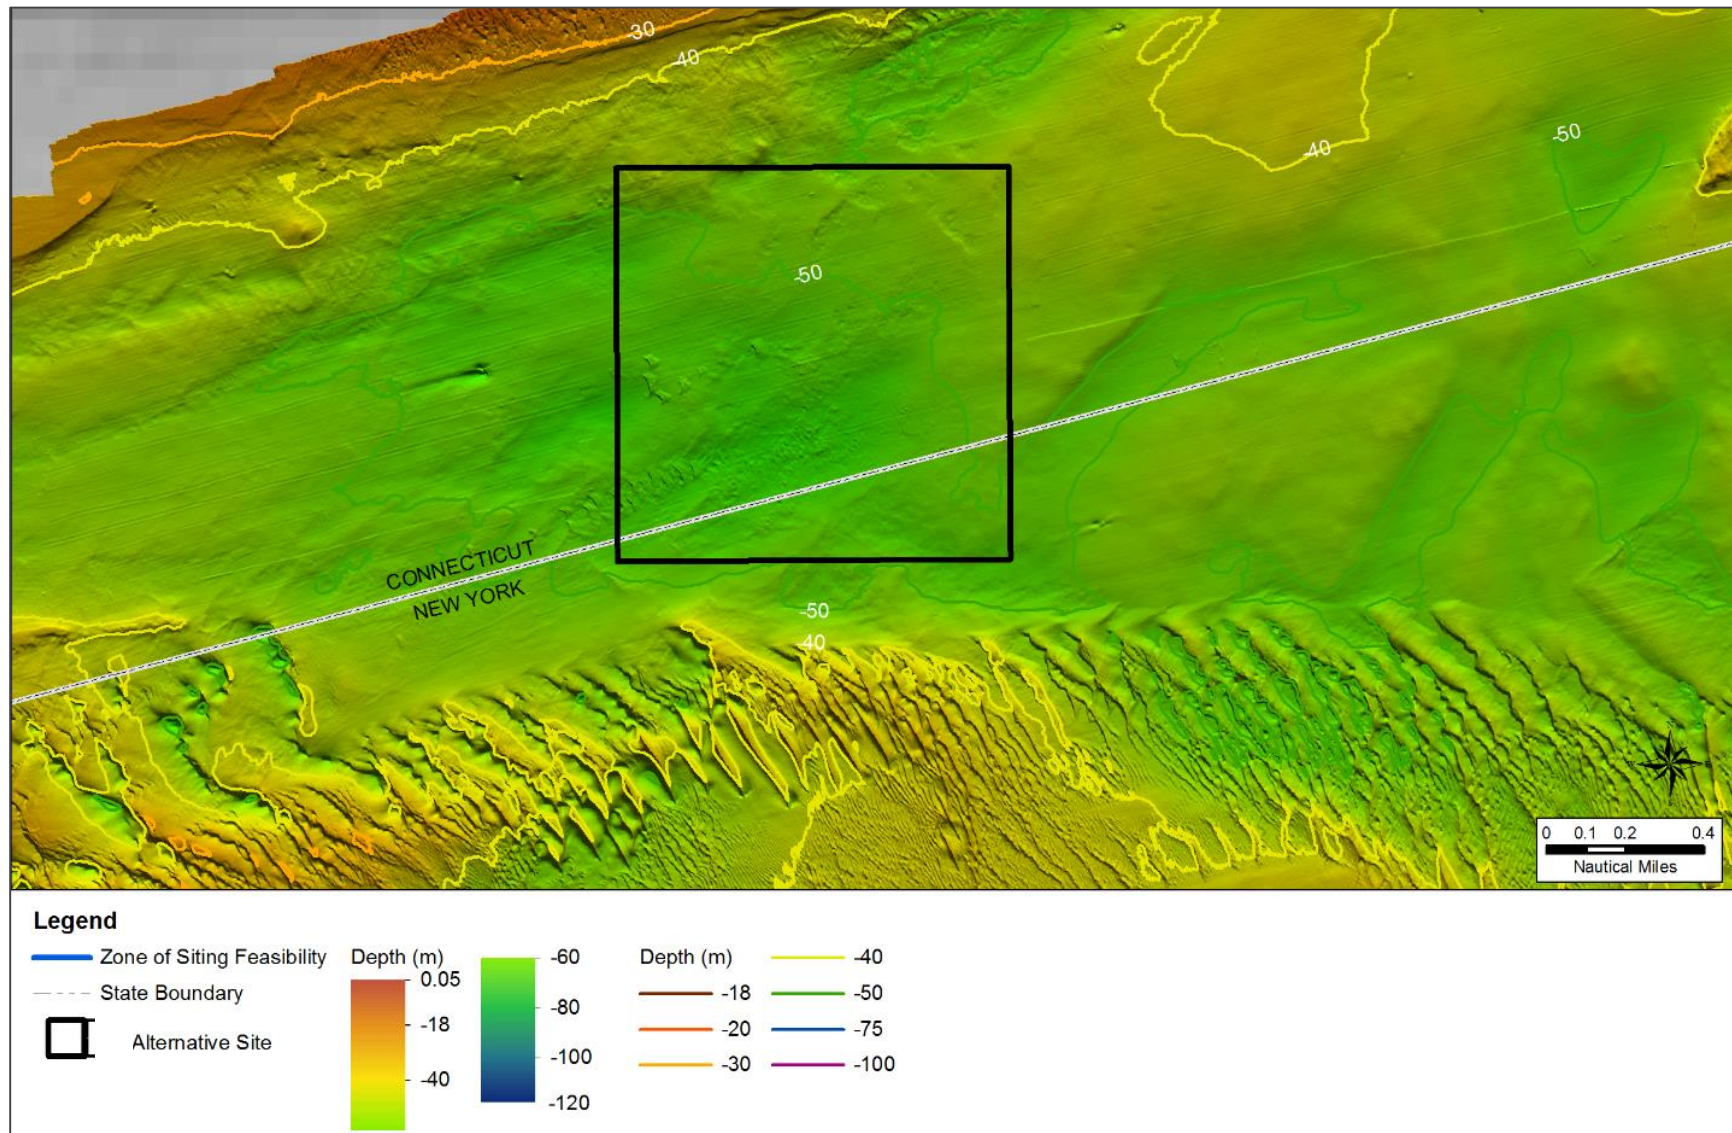 -30
-40
-50
-40
-50
CONNECTICUT
NEW YORK
-50
-40
0 0.1 0.2 0.4
Nautical Miles
Legend
Zone of Siting Feasibility
State Boundary
Alternative Site
Depth (m)
0.05
-18
-40
-60
-80
-100
-120
Depth (m)
-18
-20
-30
-40
-50
-75
-100